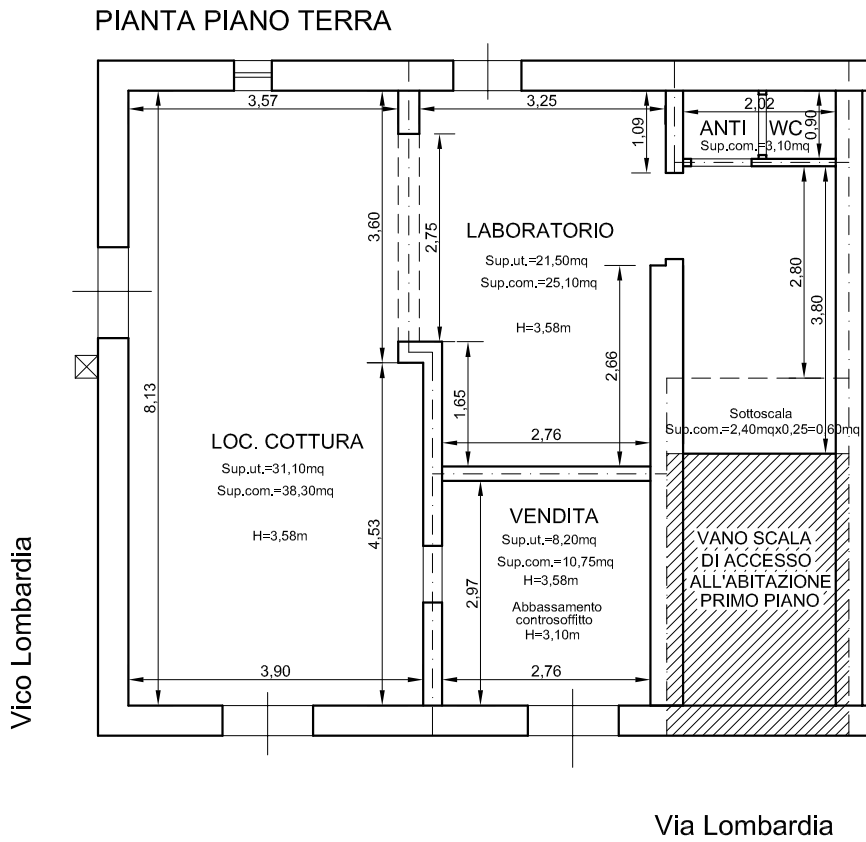 PIANTA PIANO TERRA
3,57
3,25
2,02
ANTI WC
Sup.com.=3,10mq
0,90
1,09
3,60
2,75
LABORATORIO
Sup.ut.=21,50mq
Sup.com.=25,10mq
H=3,58m
2,80
3,80
2,66
8,13
1,65
2,76
Sottoscala
Sup.com.=2,40mqx0,25=0,60mq
LOC. COTTURA
Sup.ut.=31,10mq
Sup.com.=38,30mq
H=3,58m
4,53
VENDITA
Sup.ut.=8,20mq
Sup.com.=10,75mq
H=3,58m
Abbassamento
controsoffitto
H=3,10m
2,97
VANO SCALA
DI ACCESSO
ALL'ABITAZIONE
PRIMO PIANO
3,90
2,76
Vico Lombardia
Via Lombardia